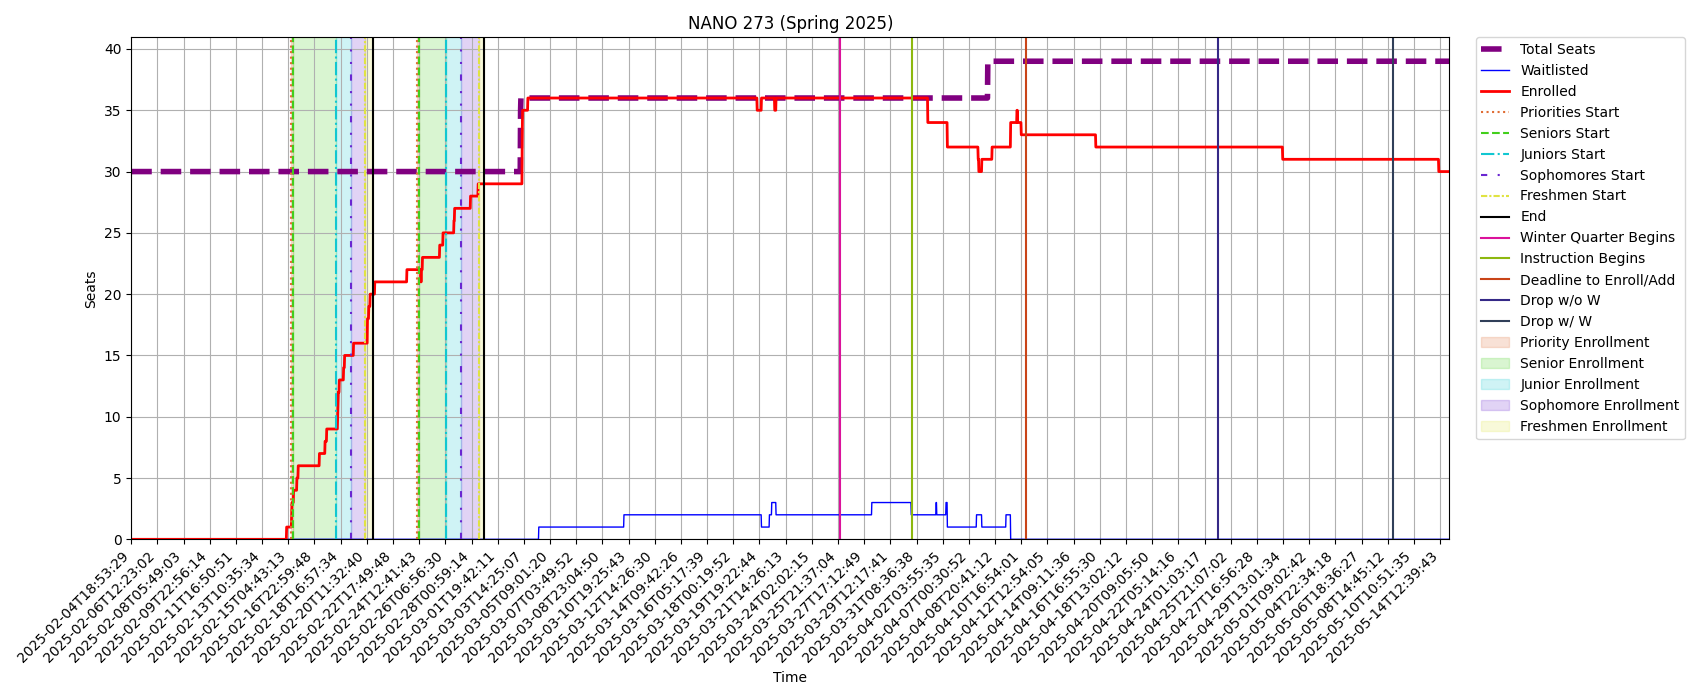 NANO 273 (Spring 2025)
Seats
40
35
30
25
20
15
10
5
0
2025-02-04T18:53:29
2025-02-06T12:23:02
2025-02-08T05:49:03
2025-02-09T22:56:14
2025-02-11T16:50:51
2025-02-13T10:35:34
2025-02-15T04:43:13
2025-02-16T22:59:48
2025-02-18T16:57:34
2025-02-20T11:32:40
2025-02-22T17:49:48
2025-02-24T12:41:43
2025-02-26T06:56:30
2025-02-28T00:59:14
2025-03-01T19:42:11
2025-03-03T14:25:07
2025-03-05T09:01:20
2025-03-07T03:49:52
2025-03-08T23:04:50
2025-03-10T19:25:43
2025-03-12T14:26:30
2025-03-14T09:42:26
2025-03-16T05:17:39
2025-03-18T00:19:52
2025-03-19T19:22:44
2025-03-21T14:26:13
2025-03-24T02:02:15
2025-03-25T21:37:04
2025-03-27T17:12:49
2025-03-29T12:17:41
2025-03-31T08:36:38
2025-04-02T03:55:35
2025-04-07T00:30:52
2025-04-08T20:41:12
2025-04-10T16:54:01
2025-04-12T12:54:05
2025-04-14T09:11:36
2025-04-16T16:55:30
2025-04-18T13:02:12
2025-04-20T09:05:50
2025-04-22T05:14:16
2025-04-24T01:03:17
2025-04-25T21:07:02
2025-04-27T16:56:28
2025-04-29T13:01:34
2025-05-01T09:02:42
2025-05-04T22:34:18
2025-05-06T18:36:27
2025-05-08T14:45:12
2025-05-10T10:51:35
2025-05-14T12:39:43
Time
Total Seats
Waitlisted
Enrolled
Priorities Start
Seniors Start
Juniors Start
Sophomores Start
Freshmen Start
End
Winter Quarter Begins
Instruction Begins
Deadline to Enroll/Add
Drop w/o W
Drop w/ W
Priority Enrollment
Senior Enrollment
Junior Enrollment
Sophomore Enrollment
Freshmen Enrollment